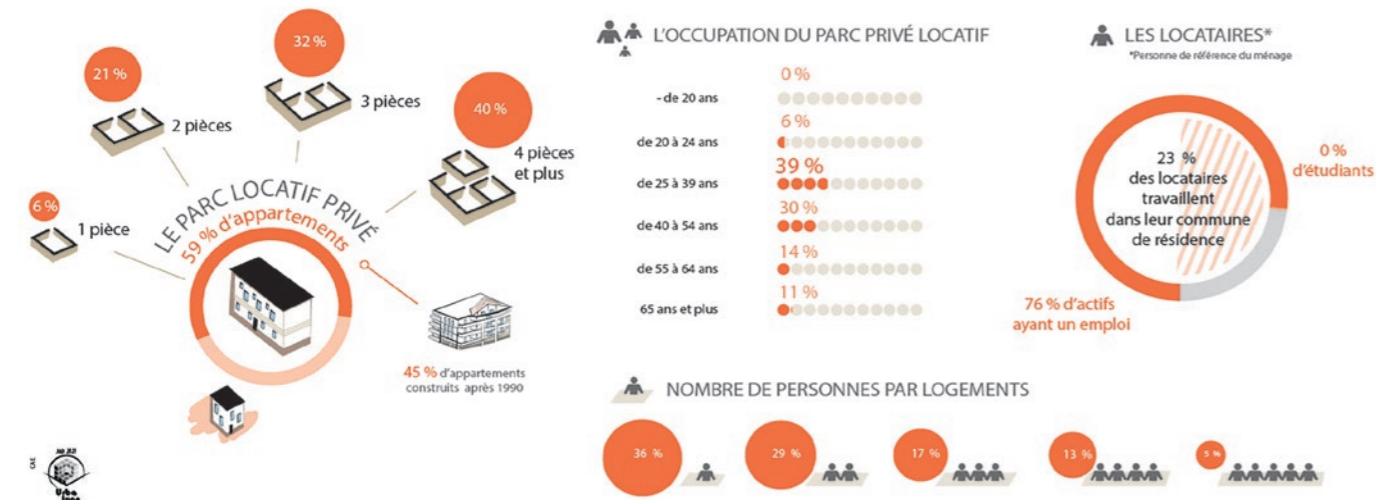 32 %
3 pièces
21 %
2 pièces
40 %
4 pièces
et plus
6 %
1 pièce
LE PARC LOCATIF PRIVÉ
59 % d'appartements
45 % d'appartements
construits après 1990
L'OCCUPATION DU PARC PRIVÉ LOCATIF
0 %
- de 20 ans
6 %
de 20 à 24 ans
39 %
de 25 à 39 ans
30 %
de 40 à 54 ans
14 %
de 55 à 64 ans
11 %
65 ans et plus
LES LOCATAIRES*
*Personne de référence du ménage
23 %
des locataires
travaillent
dans leur commune
de résidence
0 %
d'étudiants
76 % d'actifs
ayant un emploi
NOMBRE DE PERSONNES PAR LOGEMENTS
36 %
29 %
17 %
13 %
5 %